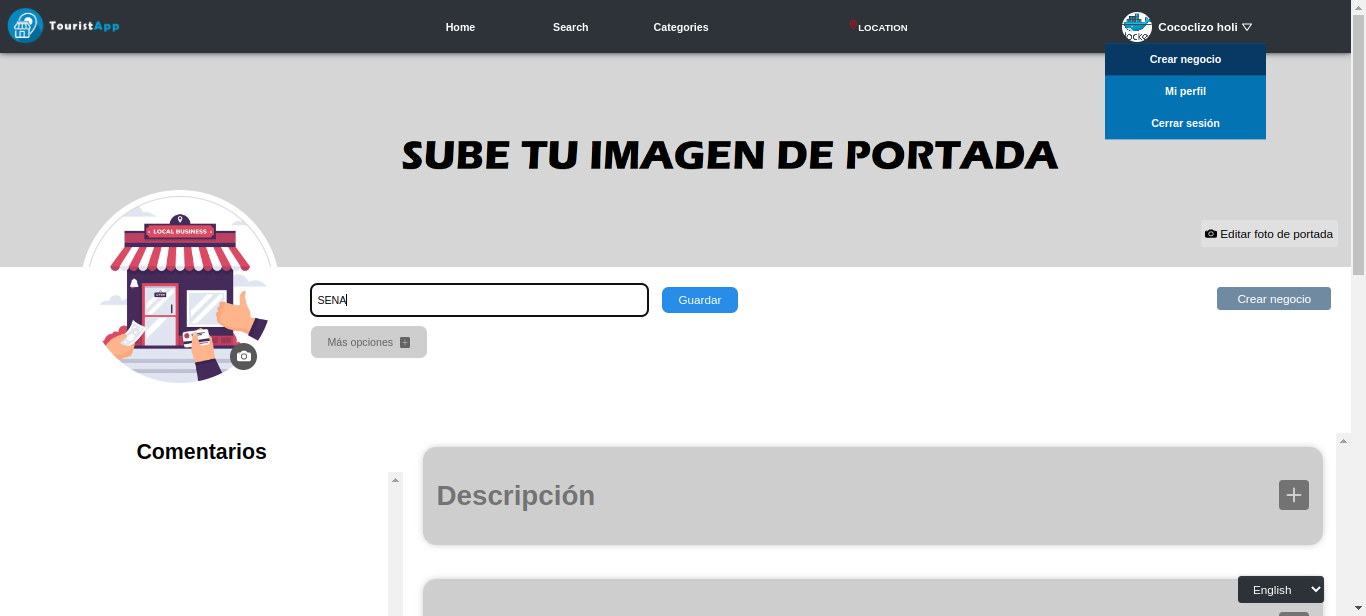 TouristApp
Home
Search
Categories
LOCATION
Cococlizo holi
Crear negocio
Mi perfil
Cerrar sesión
SUBE TU IMAGEN DE PORTADA
LOCAL BUSINESS
Editar foto de portada
SENA
Guardar
Crear negocio
Más opciones
Comentarios
Descripción
English